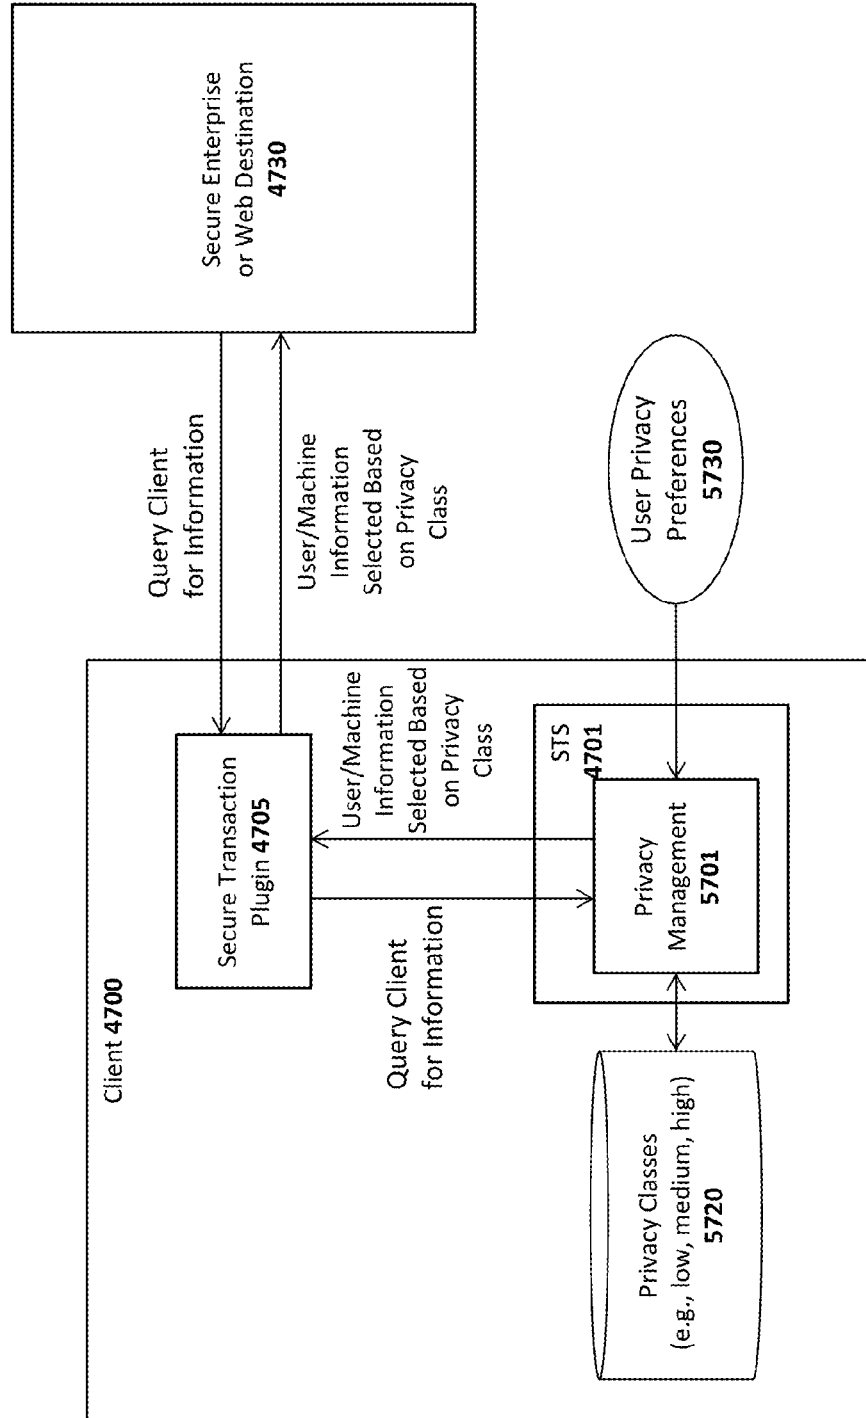 Client 4700
Secure Transaction
Plugin 4705
Query Client
for Information
User/Machine
Information
Selected Based
on Privacy
Class
Secure Enterprise
or Web Destination
4730
Query Client
for Information
User/Machine
Information
Selected Based
on Privacy
Class
STS
4701
Privacy
Management
5701
Privacy Classes
(e.g., low, medium, high)
5720
User Privacy
Preferences
5730